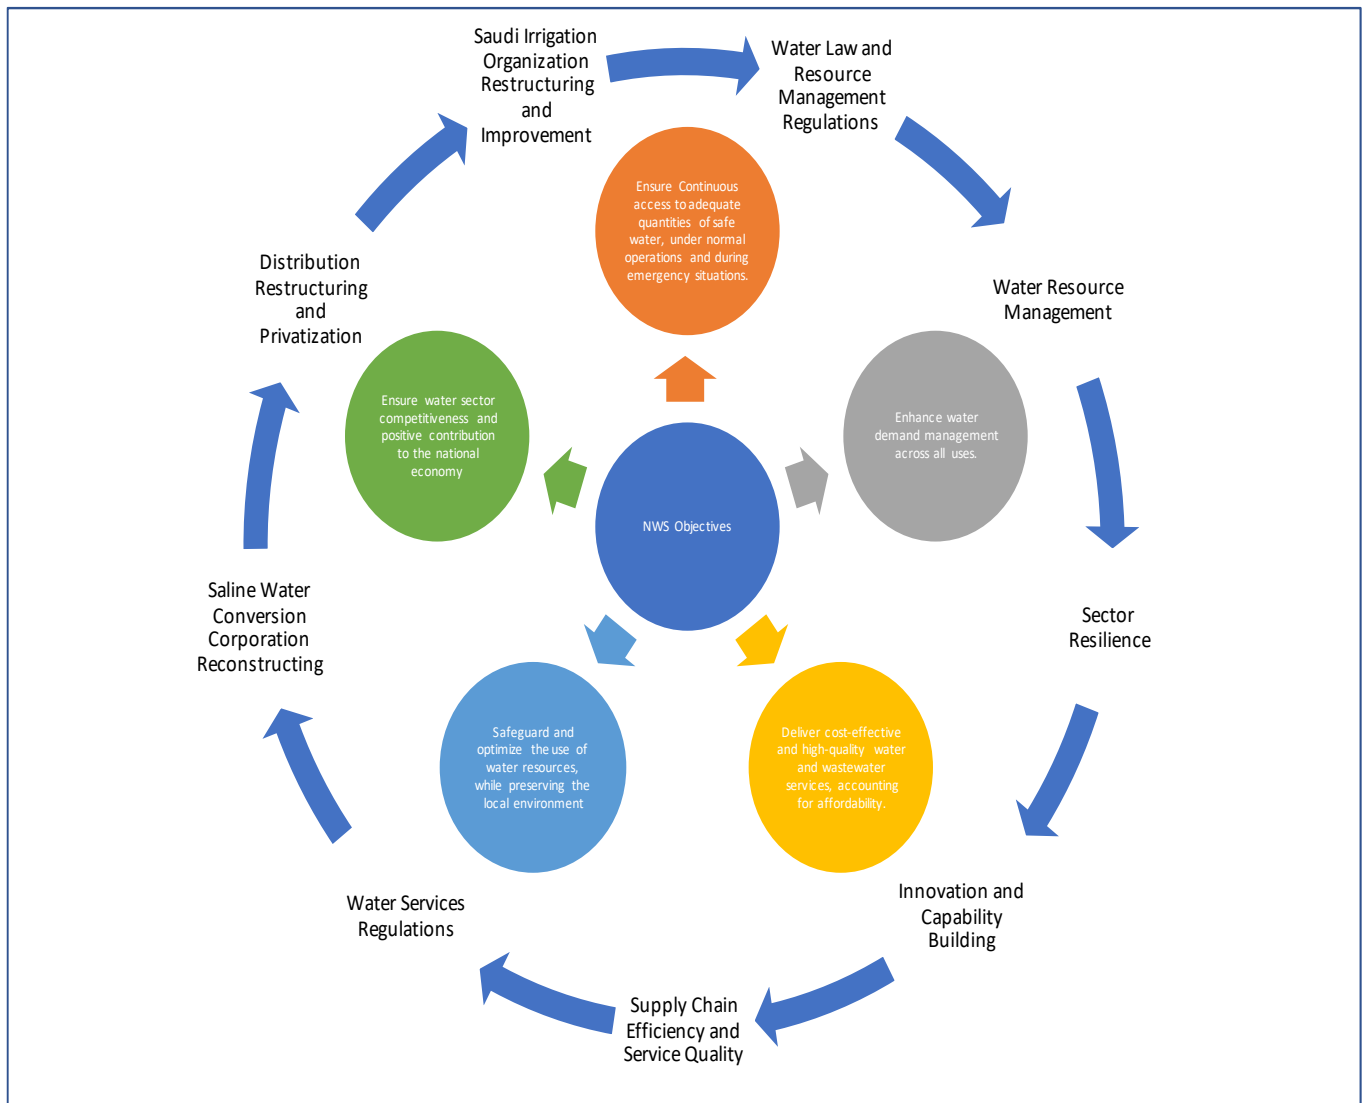 Saudi Irrigation
Organization
Restructuring
and
Improvement
Water Law and
Resource
Management
Regulations
Water Resource
Management
Sector
Resilience
Innovation and
Capability
Building
Supply Chain
Efficiency and
Service Quality
Water Services
Regulations
Saline Water
Conversion
Corporation
Reconstructing
Distribution
Restructuring
and
Privatization
Ensure Continuous
access to adequate
quantities of safe
water, under normal
operations and during
emergency situations.
Enhance water
demand management
across all uses.
Deliver cost-effective
and high-quality water
and wastewater
services, accounting
for affordability.
Safeguard and
optimize the use of
water resources,
while preserving the
local environment
Ensure water sector
competitiveness and
positive contribution
to the national
economy
NWS Objectives